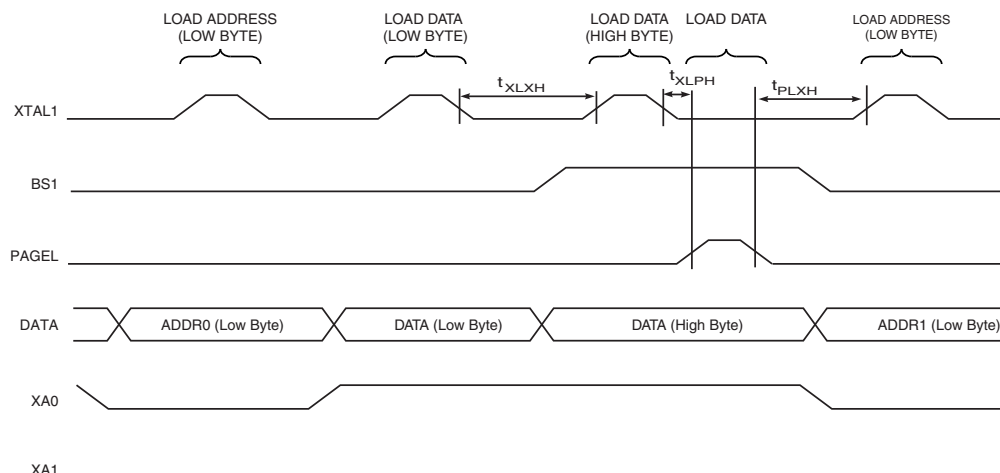 LOAD ADDRESS
(LOW BYTE)
LOAD DATA
(LOW BYTE)
LOAD DATA
(HIGH BYTE)
LOAD DATA
LOAD ADDRESS
(LOW BYTE)
tXLXH
tXLPH
tPLXH
XTAL1
BS1
PAGEL
DATA
ADDR0 (Low Byte)
DATA (Low Byte)
DATA (High Byte)
ADDR1 (Low Byte)
XA0
XA1